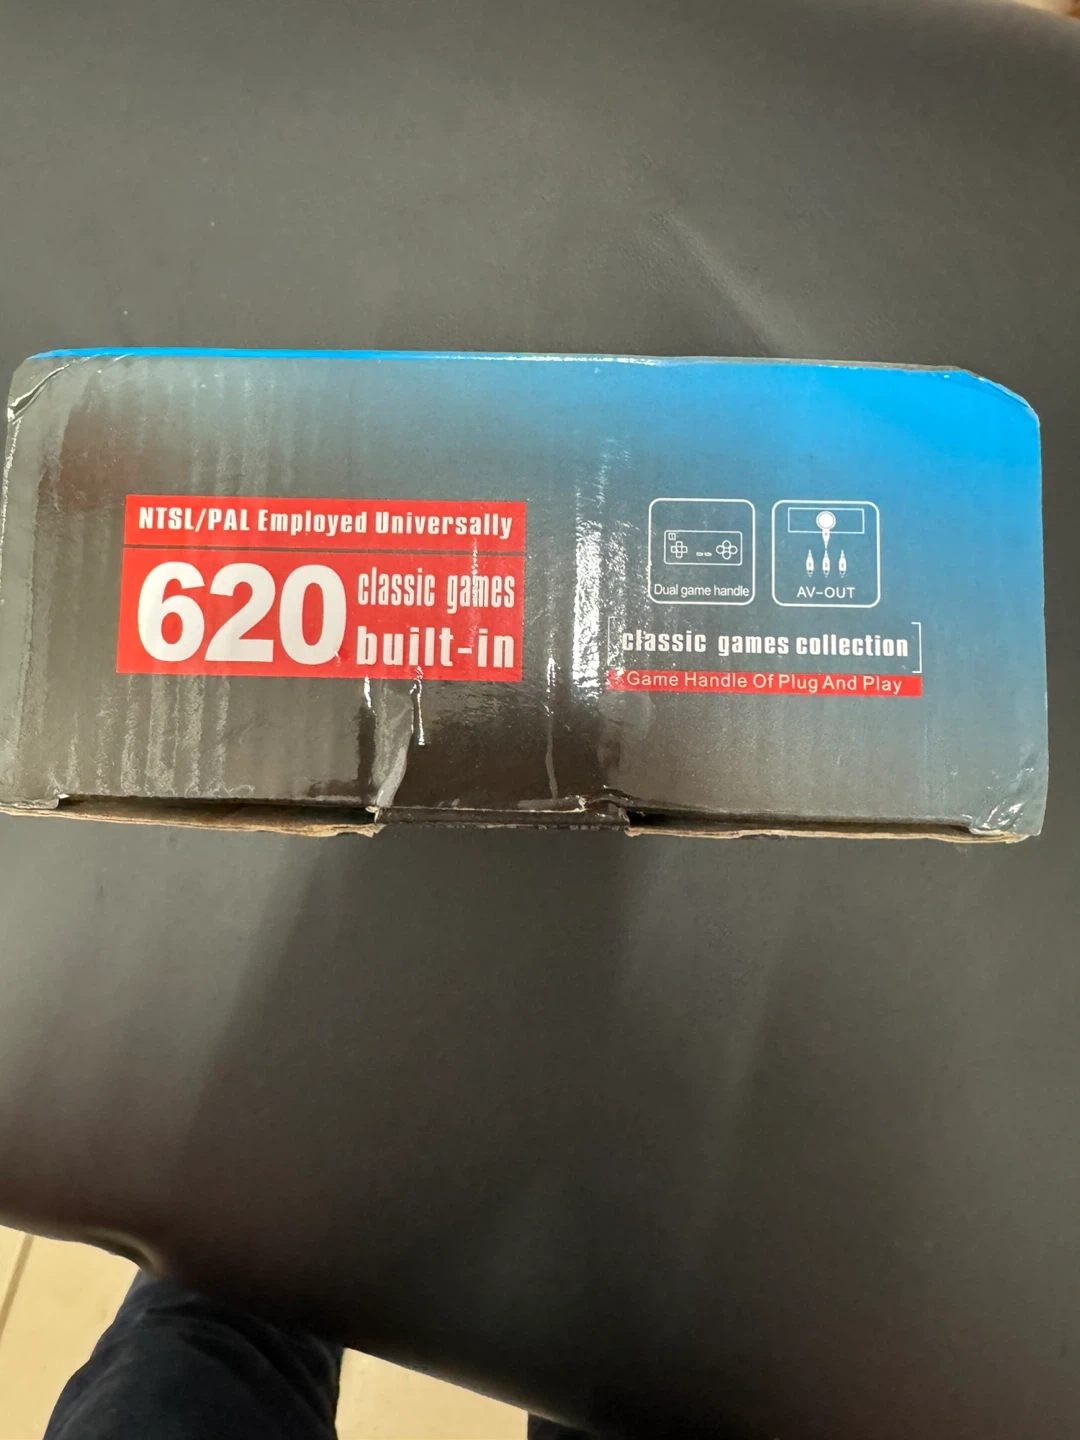 NTSL/PAL Employed Universally
620 classic games
built-in
Dual game handle
AV-OUT
classic games collection
Game Handle Of Plug And Play